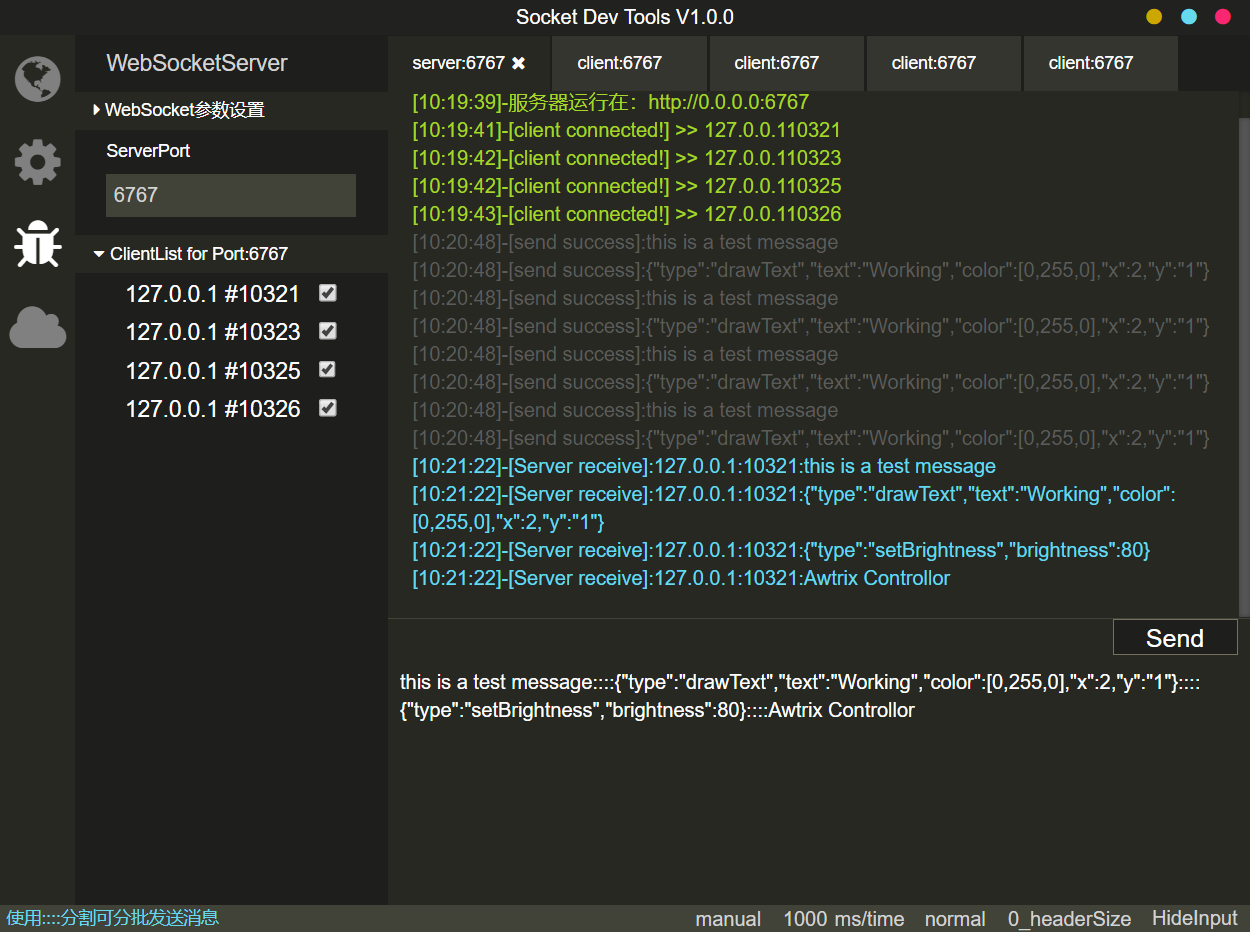 Socket Dev Tools V1.0.0
WebSocketServer
WebSocket参数设置
ServerPort
6767
ClientList for Port:6767
127.0.0.1 #10321
127.0.0.1 #10323
127.0.0.1 #10325
127.0.0.1 #10326
server:6767 client:6767 client:6767 client:6767 client:6767
[10:19:39]-服务器运行在：http://0.0.0.0:6767
[10:19:41]-[client connected!] >> 127.0.0.110321
[10:19:42]-[client connected!] >> 127.0.0.110323
[10:19:42]-[client connected!] >> 127.0.0.110325
[10:19:43]-[client connected!] >> 127.0.0.110326
[10:20:48]-[send success]:this is a test message
[10:20:48]-[send success]:{"type":"drawText","text":"Working","color":[0,255,0],"x":2,"y":"1"}
[10:20:48]-[send success]:this is a test message
[10:20:48]-[send success]:{"type":"drawText","text":"Working","color":[0,255,0],"x":2,"y":"1"}
[10:20:48]-[send success]:this is a test message
[10:20:48]-[send success]:{"type":"drawText","text":"Working","color":[0,255,0],"x":2,"y":"1"}
[10:20:48]-[send success]:this is a test message
[10:20:48]-[send success]:{"type":"drawText","text":"Working","color":[0,255,0],"x":2,"y":"1"}
[10:21:22]-[Server receive]:127.0.0.1:10321:this is a test message
[10:21:22]-[Server receive]:127.0.0.1:10321:{"type":"drawText","text":"Working","color":
[0,255,0],"x":2,"y":"1"}
[10:21:22]-[Server receive]:127.0.0.1:10321:{"type":"setBrightness","brightness":80}
[10:21:22]-[Server receive]:127.0.0.1:10321:Awtrix Controllor
Send
this is a test message::::{"type":"drawText","text":"Working","color":[0,255,0],"x":2,"y":"1"}::::
{"type":"setBrightness","brightness":80}::::Awtrix Controllor
使用::::分割可分批发送消息
manual 1000 ms/time normal 0_headerSize HideInput